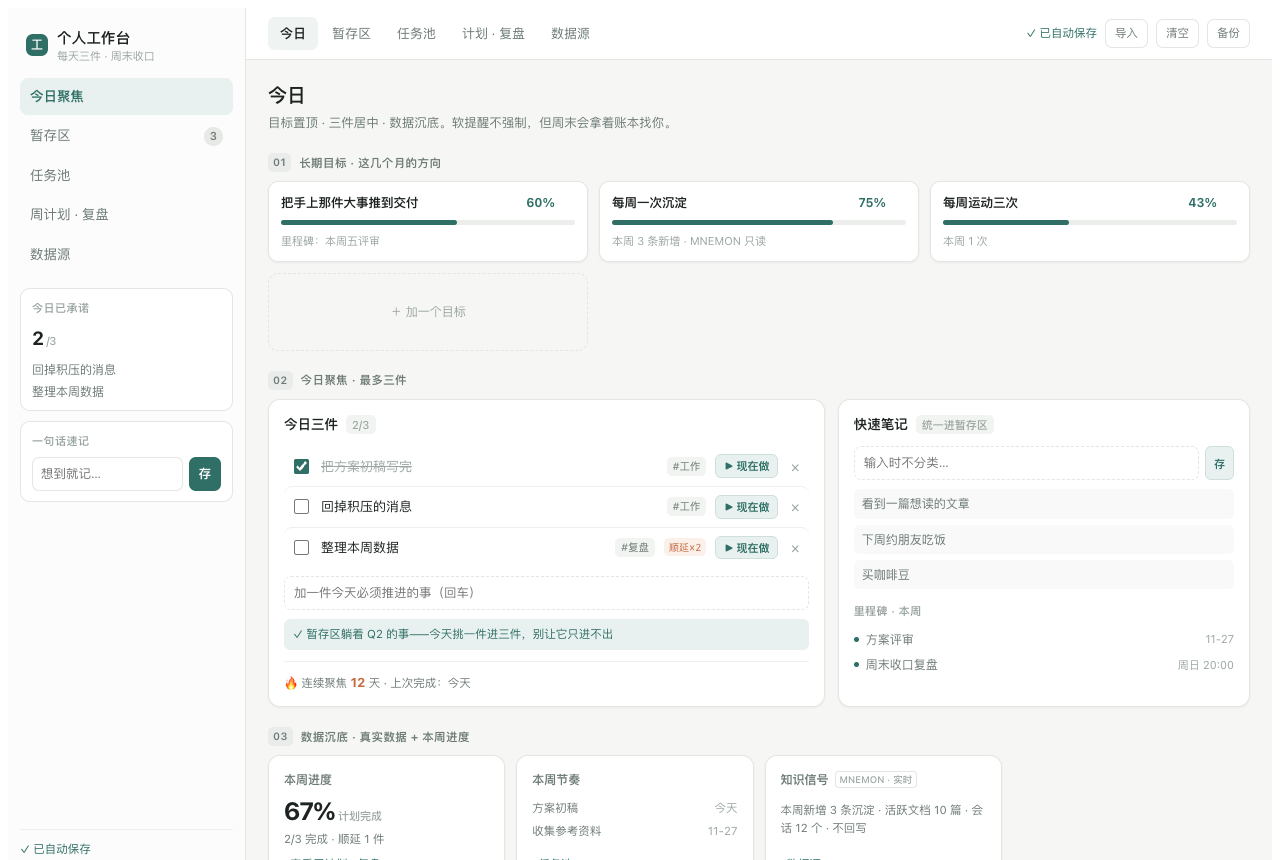 工
个人工作台
每天三件 · 周末收口
今日聚焦
暂存区 3
任务池
周计划 · 复盘
数据源
今日已承诺
2 /3
回掉积压的消息
整理本周数据
一句话速记
想到就记… 存
✓ 已自动保存
今日 暂存区 任务池 计划 · 复盘 数据源
✓ 已自动保存 导入 清空 备份
今日
目标置顶 · 三件居中 · 数据沉底。软提醒不强制，但周末会拿着账本找你。
01 长期目标 · 这几个月的方向
把手上那件大事推到交付 60%
里程碑：本周五评审
每周一次沉淀 75%
本周 3 条新增 · MNEMON 只读
每周运动三次 43%
本周 1 次
＋ 加一个目标
02 今日聚焦 · 最多三件
今日三件 2/3
把方案初稿写完 #工作 ▶ 现在做 ×
回掉积压的消息 #工作 ▶ 现在做 ×
整理本周数据 #复盘 顺延×2 ▶ 现在做 ×
加一件今天必须推进的事（回车）
✓ 暂存区躺着 Q2 的事——今天挑一件进三件，别让它只进不出
🔥 连续聚焦 12 天 · 上次完成：今天
快速笔记 统一进暂存区
输入时不分类… 存
看到一篇想读的文章
下周约朋友吃饭
买咖啡豆
里程碑 · 本周
方案评审 11-27
周末收口复盘 周日 20:00
03 数据沉底 · 真实数据 + 本周进度
本周进度
67% 计划完成
2/3 完成 · 顺延 1 件
本周节奏
方案初稿 今天
收集参考资料 11-27
知识信号 MNEMON · 实时
本周新增 3 条沉淀 · 活跃文档 10 篇 · 会
话 12 个 · 不回写